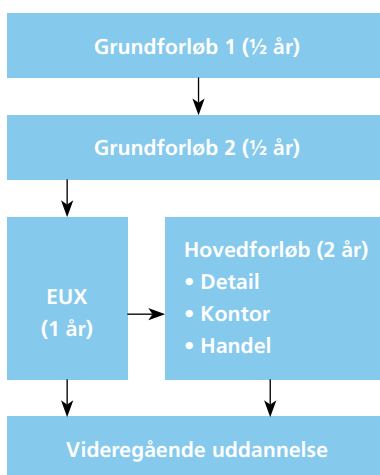 Grundforløb 1 (½ år)
Grundforløb 2 (½ år)
EUX
(1 år)
Hovedforløb (2 år)
• Detail
• Kontor
• Handel
Videregående uddannelse